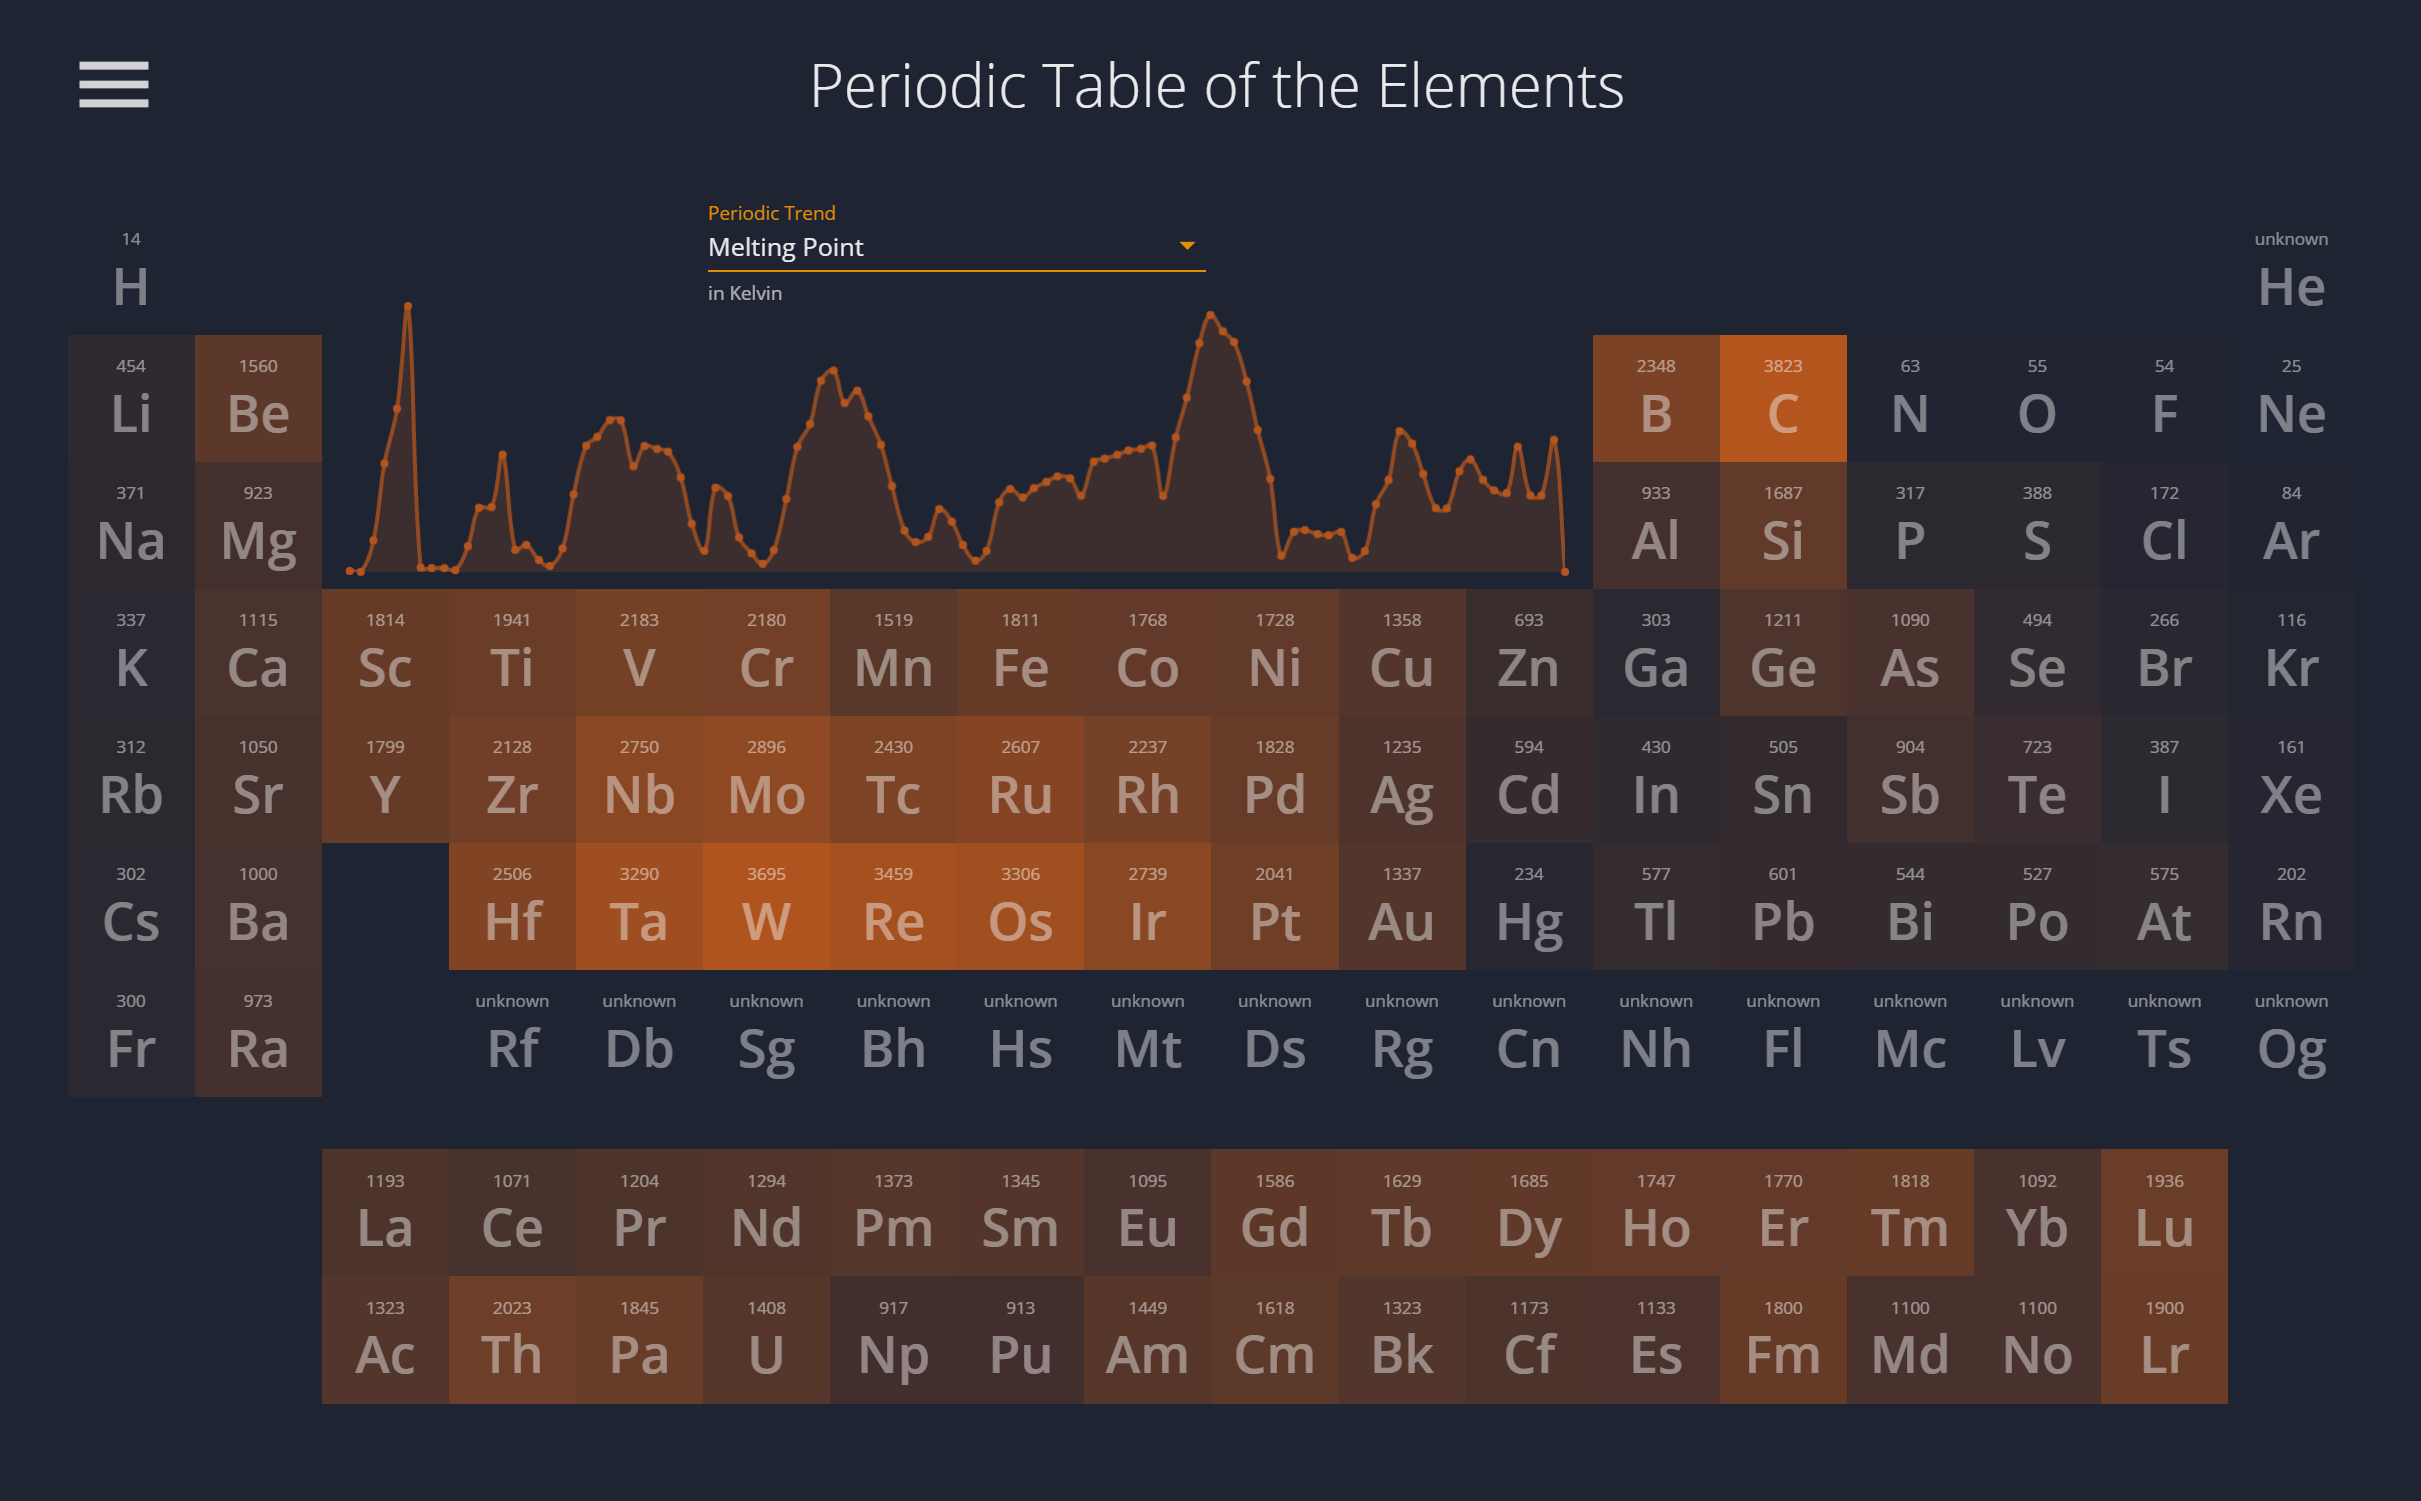 Periodic Table of the Elements
Periodic Trend
Melting Point
in Kelvin
14 unknown
H He
454 1560 2348 3823 63 55 54 25
Li Be B C N O F Ne
371 923 933 1687 317 388 172 84
Na Mg Al Si P S Cl Ar
337 1115 1814 1941 2183 2180 1519 1811 1768 1728 1358 693 303 1211 1090 494 266 116
K Ca Sc Ti V Cr Mn Fe Co Ni Cu Zn Ga Ge As Se Br Kr
312 1050 1799 2128 2750 2896 2430 2607 2237 1828 1235 594 430 505 904 723 387 161
Rb Sr Y Zr Nb Mo Tc Ru Rh Pd Ag Cd In Sn Sb Te I Xe
302 1000 2506 3290 3695 3459 3306 2739 2041 1337 234 577 601 544 527 575 202
Cs Ba Hf Ta W Re Os Ir Pt Au Hg Tl Pb Bi Po At Rn
300 973 unknown unknown unknown unknown unknown unknown unknown unknown unknown unknown unknown unknown unknown unknown unknown
Fr Ra Rf Db Sg Bh Hs Mt Ds Rg Cn Nh Fl Mc Lv Ts Og
1193 1071 1204 1294 1373 1345 1095 1586 1629 1685 1747 1770 1818 1092 1936
La Ce Pr Nd Pm Sm Eu Gd Tb Dy Ho Er Tm Yb Lu
1323 2023 1845 1408 917 913 1449 1618 1323 1173 1133 1800 1100 1100 1900
Ac Th Pa U Np Pu Am Cm Bk Cf Es Fm Md No Lr